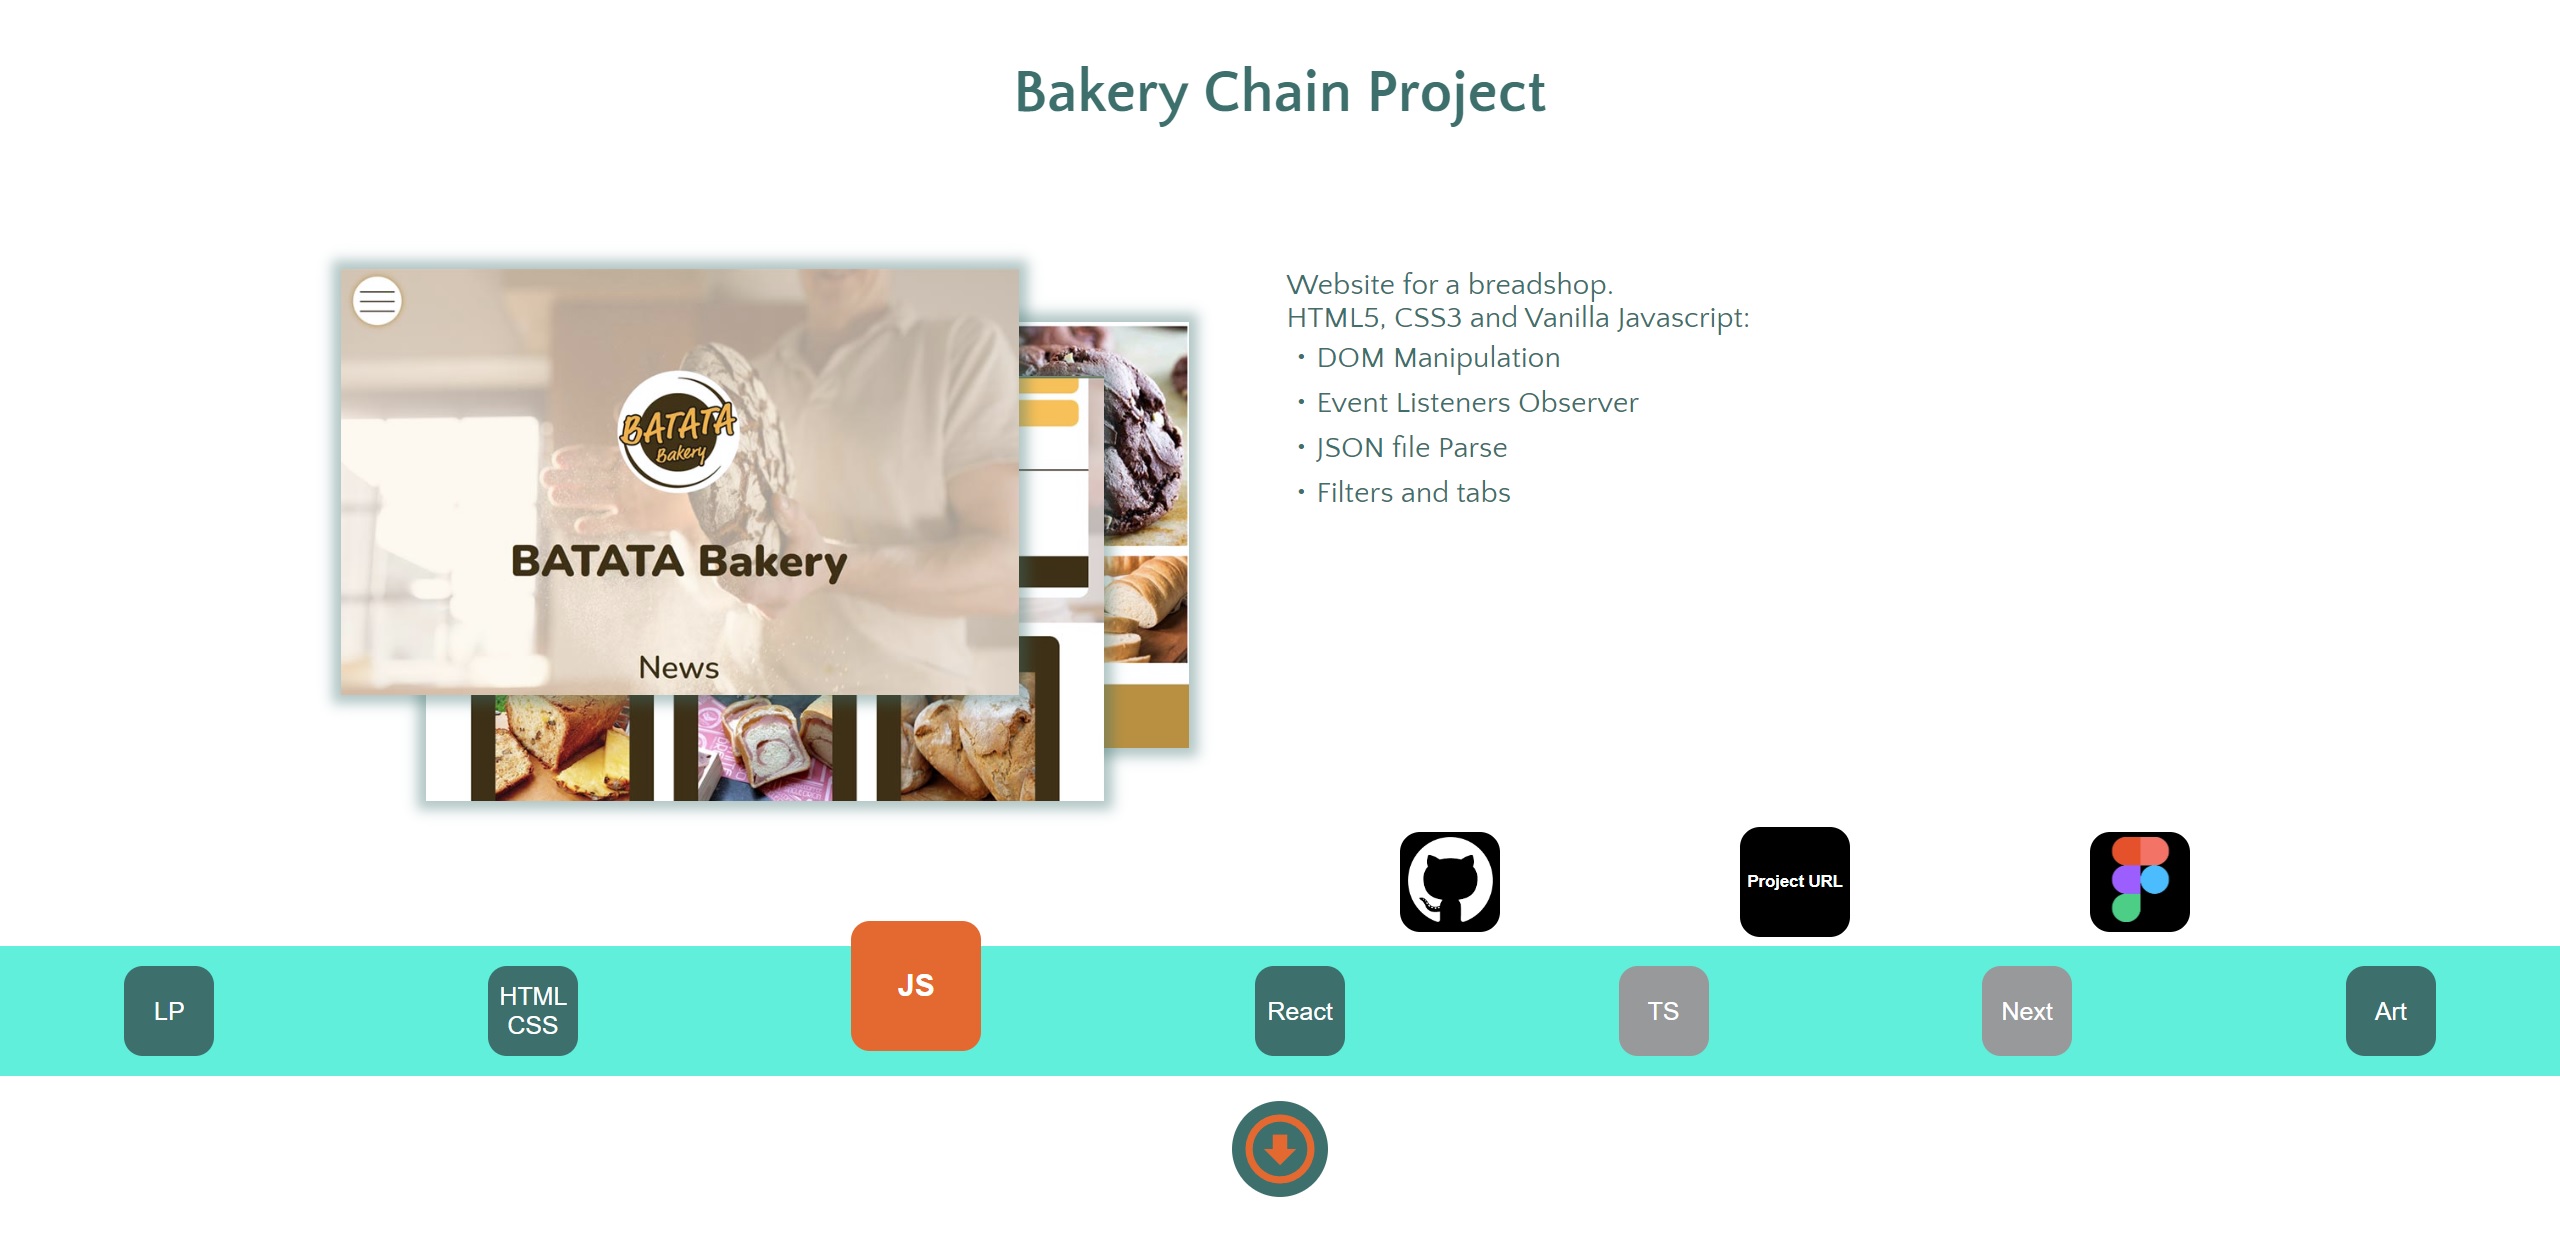 Bakery Chain Project
BATATA
Bakery
BATATA Bakery
News
Website for a breadshop.
HTML5, CSS3 and Vanilla Javascript:
• DOM Manipulation
• Event Listeners Observer
• JSON file Parse
• Filters and tabs
Project URL
LP
HTML
CSS
JS
React
TS
Next
Art